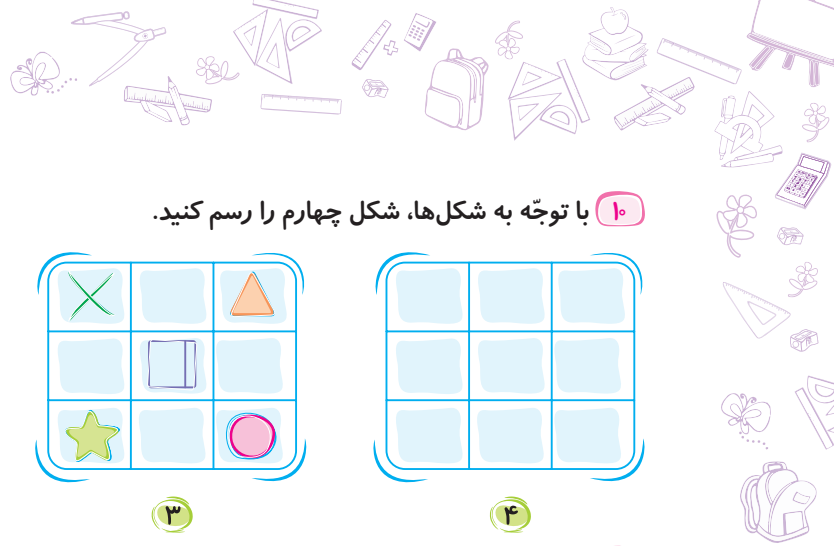 ۱۰ با توجّه به شکل‌ها، شکل چهارم را رسم کنید.
۳
۴